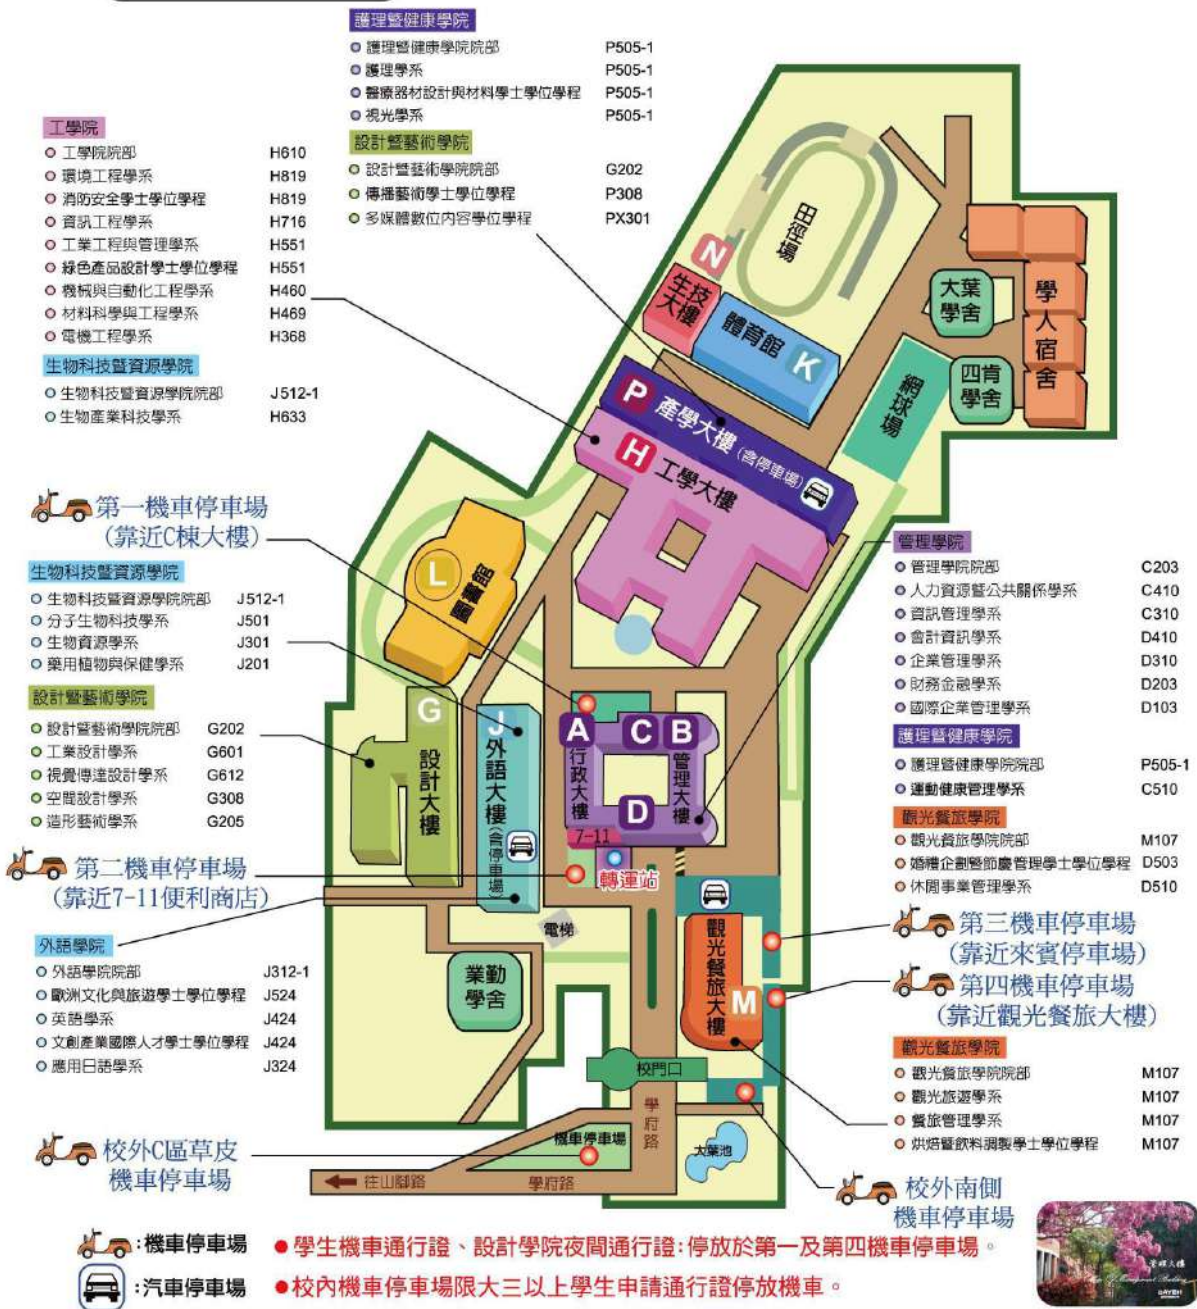 護理暨健康學院
護理暨健康學院院部 P505-1
護理學系 P505-1
醫療器材設計與材料學士學位學程 P505-1
視光學系 P505-1
設計暨藝術學院
設計暨藝術學院院部 G202
傳播藝術學士學位學程 P308
多媒體數位內容學位學程 PX301
工學院
工學院院部 H610
環境工程學系 H819
消防安全學士學位學程 H819
資訊工程學系 H716
工業工程與管理學系 H551
綠色產品設計學士學位學程 H551
機械與自動化工程學系 H460
材料科學與工程學系 H469
電機工程學系 H368
生物科技暨資源學院
生物科技暨資源學院院部 J512-1
生物產業科技學系 H633
第一機車停車場
(靠近C棟大樓)
生物科技暨資源學院
生物科技暨資源學院院部 J512-1
分子生物科技學系 J501
生物資源學系 J301
藥用植物與保健學系 J201
設計暨藝術學院
設計暨藝術學院院部 G202
工業設計學系 G601
視覺傳達設計學系 G612
空間設計學系 G308
造形藝術學系 G205
第二機車停車場
(靠近7-11便利商店)
外語學院
外語學院院部 J312-1
歐洲文化與旅遊學士學位學程 J524
英語學系 J424
文創產業國際人才學士學位學程 J424
應用日語學系 J324
校外C區草皮
機車停車場
田徑場
N
生技大樓
體育館
K
大葉學舍
學人宿舍
四肯學舍
網球場
P
產學大樓(含停車場)
H
工學大樓
L
圖書館
G
設計大樓
J
外語大樓(含停車場)
A
行政大樓
C
B
管理大樓
D
7-11
轉運站
電梯
業勤學舍
觀光餐旅大樓
M
校門口
學府路
機車停車場
大葉池
往山腳路
學府路
管理學院
管理學院院部 C203
人力資源暨公共關係學系 C410
資訊管理學系 C310
會計資訊學系 D410
企業管理學系 D310
財務金融學系 D203
國際企業管理學系 D103
護理暨健康學院
護理暨健康學院院部 P505-1
運動健康管理學系 C510
觀光餐旅學院
觀光餐旅學院院部 M107
婚禮企劃暨節慶管理學士學位學程 D503
休閒事業管理學系 D510
第三機車停車場
(靠近來賓停車場)
第四機車停車場
(靠近觀光餐旅大樓)
觀光餐旅學院
觀光餐旅學院院部 M107
觀光旅遊學系 M107
餐旅管理學系 M107
烘焙暨飲料調製學士學位學程 M107
校外南側
機車停車場
:機車停車場
●學生機車通行證、設計學院夜間通行證:停放於第一及第四機車停車場。
:汽車停車場
●校內機車停車場限大三以上學生申請通行證停放機車。
管理大樓